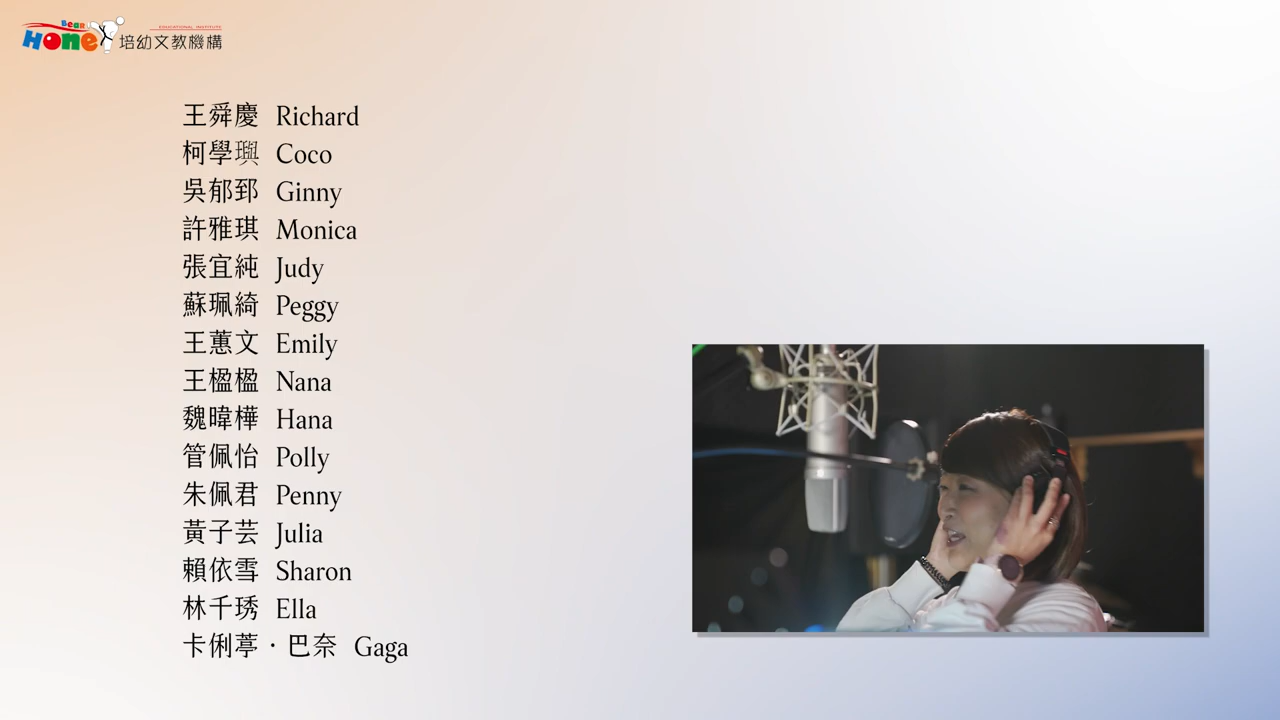 Bear
Honey
EDUCATIONAL INSTITUTE
培幼文教機構
王舜慶 Richard
柯學璵 Coco
吳郁郅 Ginny
許雅琪 Monica
張宜純 Judy
蘇珮綺 Peggy
王蕙文 Emily
王楹楹 Nana
魏暐樺 Hana
管佩怡 Polly
朱佩君 Penny
黃子芸 Julia
賴依雪 Sharon
林千琇 Ella
卡俐葶・巴奈 Gaga